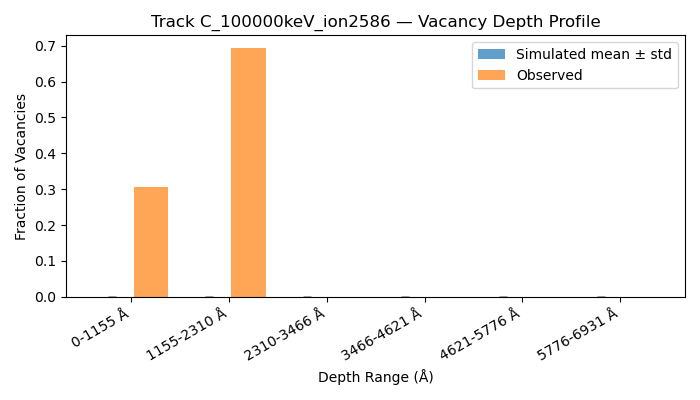 Track C_100000keV_ion2586 — Vacancy Depth Profile
Simulated mean ± std
Observed
Fraction of Vacancies
0.7
0.6
0.5
0.4
0.3
0.2
0.1
0.0
0-1155 Å
1155-2310 Å
2310-3466 Å
3466-4621 Å
4621-5776 Å
5776-6931 Å
Depth Range (Å)